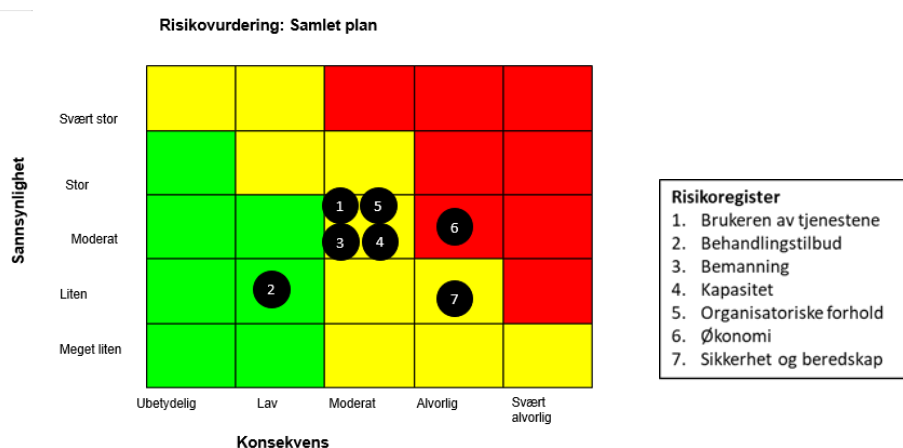 Risikovurdering: Samlet plan
Sannsynlighet
Svært stor
Stor
Moderat
Liten
Meget liten
1
5
3
4
6
2
7
Ubetydelig
Lav
Moderat
Alvorlig
Svært
alvorlig
Konsekvens
Risikoregister
1. Brukeren av tjenestene
2. Behandlingstilbud
3. Bemanning
4. Kapasitet
5. Organisatoriske forhold
6. Økonomi
7. Sikkerhet og beredskap